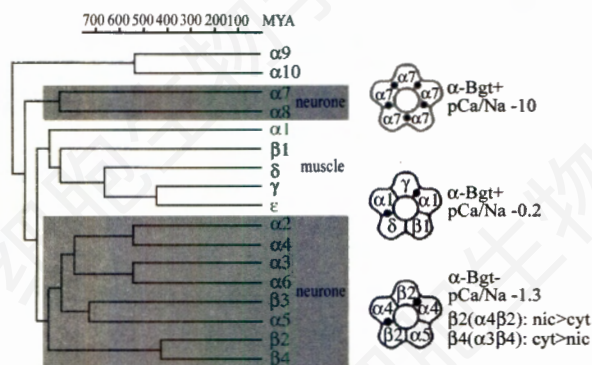 700 600 500 400 300 200 100 MYA
α9
α10
α7
neurone
α8
α1
β1
muscle
δ
γ
ε
α2
α4
α3
α6
neurone
β3
α5
β2
β4
α7
α7 α7
α7 α7
α-Bgt+
pCa/Na -10
γ
α1 α1
δ β1
α-Bgt+
pCa/Na -0.2
β2
α4 α4
β2 α5
α-Bgt-
pCa/Na -1.3
β2(α4β2): nic>cyt
β4(α3β4): cyt>nic